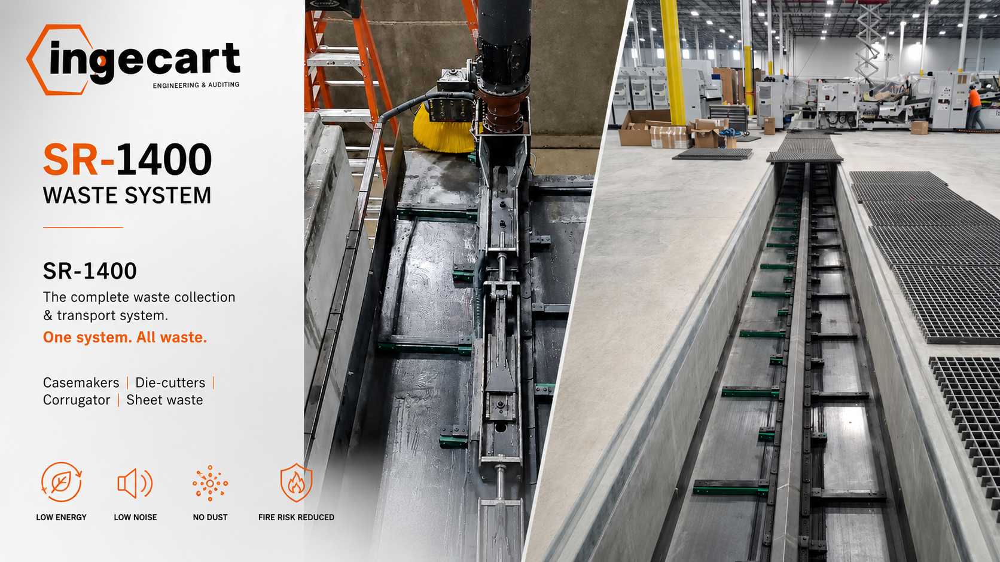 ingecart
ENGINEERING & AUDITING
SR-1400
WASTE SYSTEM
SR-1400
The complete waste collection
& transport system.
One system. All waste.
Casemakers | Die-cutters |
Corrugator | Sheet waste
LOW ENERGY
LOW NOISE
NO DUST
FIRE RISK REDUCED